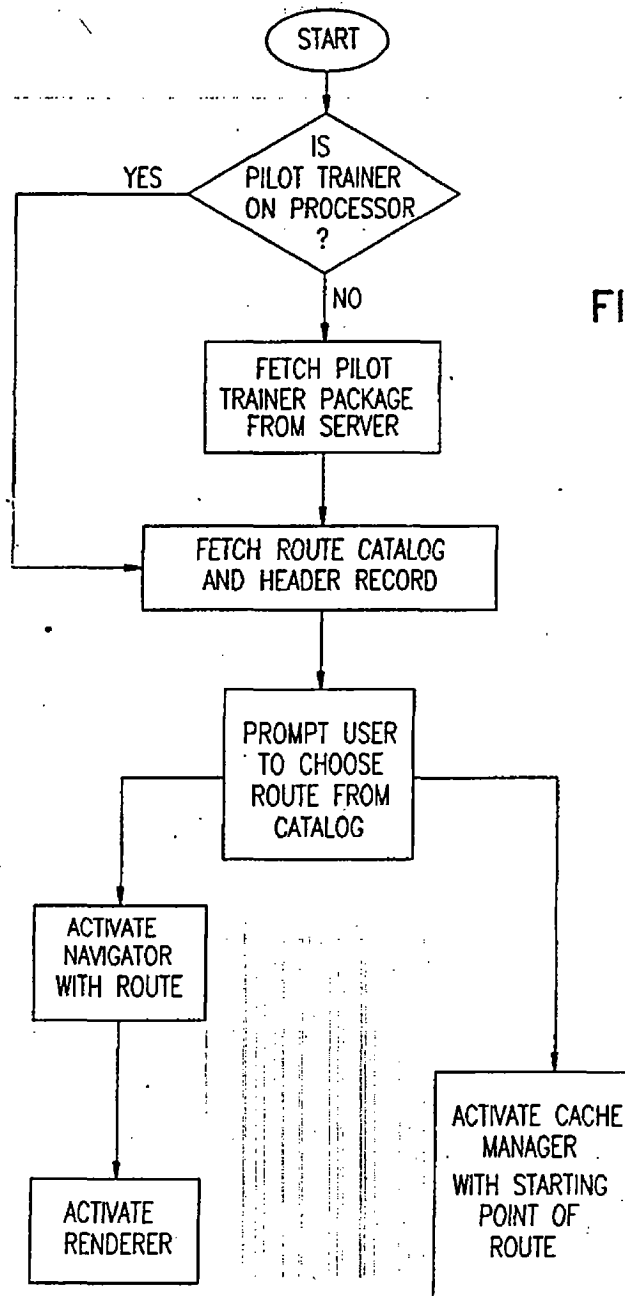 START
IS
PILOT TRAINER
ON PROCESSOR
?
YES
NO
FI
FETCH PILOT
TRAINER PACKAGE
FROM SERVER
FETCH ROUTE CATALOG
AND HEADER RECORD
PROMPT USER
TO CHOOSE
ROUTE FROM
CATALOG
ACTIVATE
NAVIGATOR
WITH ROUTE
ACTIVATE
RENDERER
ACTIVATE CACHE
MANAGER
WITH STARTING
POINT OF
ROUTE